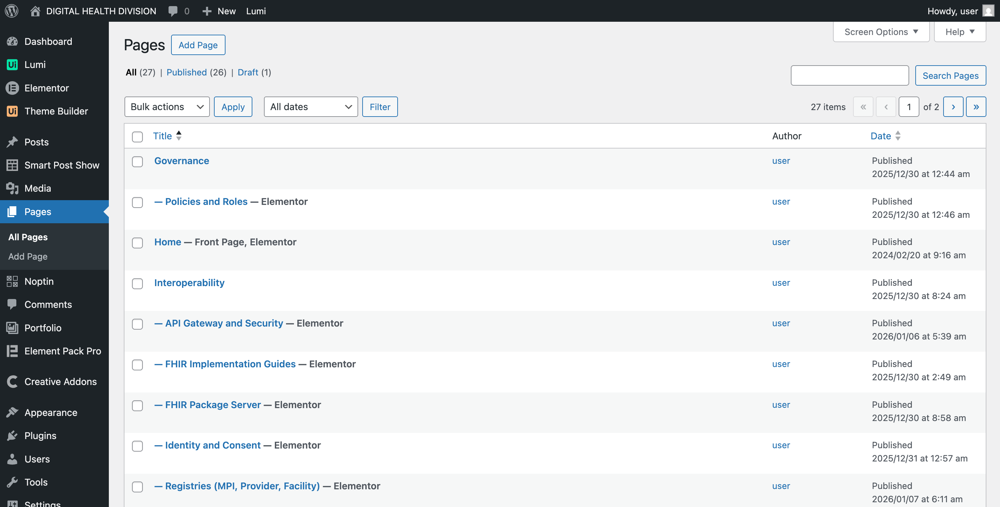 DIGITAL HEALTH DIVISION 0 New Lumi Howdy, user
Screen Options Help
Dashboard
Lumi
Elementor
Theme Builder
Posts
Smart Post Show
Media
Pages
All Pages
Add Page
Noptin
Comments
Portfolio
Element Pack Pro
Creative Addons
Appearance
Plugins
Users
Tools
Settings
Pages Add Page
All (27) | Published (26) | Draft (1)
Search Pages
Bulk actions Apply All dates Filter 27 items « ‹ 1 of 2 › »
Title Author Date
Governance user Published
2025/12/30 at 12:44 am
— Policies and Roles — Elementor user Published
2025/12/30 at 12:46 am
Home — Front Page, Elementor user Published
2024/02/20 at 9:16 am
Interoperability user Published
2025/12/30 at 8:24 am
— API Gateway and Security — Elementor user Published
2026/01/06 at 5:39 am
— FHIR Implementation Guides — Elementor user Published
2025/12/30 at 2:49 am
— FHIR Package Server — Elementor user Published
2025/12/30 at 8:58 am
— Identity and Consent — Elementor user Published
2025/12/31 at 12:57 am
— Registries (MPI, Provider, Facility) — Elementor user Published
2026/01/07 at 6:11 am